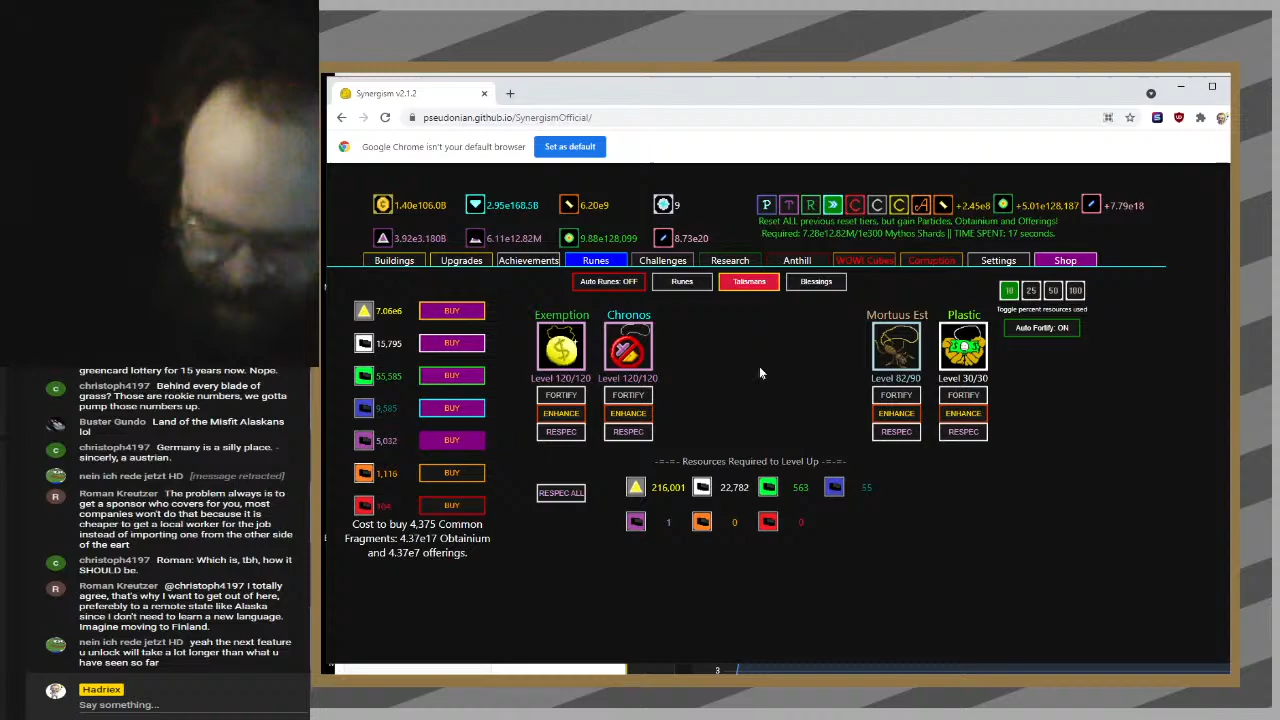 Synergism v2.1.2
pseudonian.github.io/SynergismOfficial/
Google Chrome isn't your default browser
Set as default
1.40e106.0B
2.95e168.5B
6.20e9
9
P T R C C C A +2.45e8
+5.01e128,187
+7.79e18
3.92e3.180B
6.11e12.82M
9.88e128,099
8.73e20
Reset ALL previous reset tiers, but gain Particles, Obtainium and Offerings!
Required: 7.28e12.82M/1e300 Mythos Shards || TIME SPENT: 17 seconds.
Buildings
Upgrades
Achievements
Runes
Challenges
Research
Anthill
WOW! Cubes
Corruption
Settings
Shop
Auto Runes: OFF
Runes
Talismans
Blessings
10
25
50
100
Toggle percent resources used
Auto Fortify: ON
7.06e6
BUY
15,795
BUY
55,585
BUY
9,585
BUY
5,032
BUY
1,116
BUY
104
BUY
Cost to buy 4,375 Common
Fragments: 4.37e17 Obtainium
and 4.37e7 offerings.
Exemption
Chronos
Mortuus Est
Plastic
Level 120/120
Level 120/120
Level 82/90
Level 30/30
FORTIFY
FORTIFY
FORTIFY
FORTIFY
ENHANCE
ENHANCE
ENHANCE
ENHANCE
RESPEC
RESPEC
RESPEC
RESPEC
-=-=- Resources Required to Level Up -=-=-
RESPEC ALL
216,001
22,782
563
55
1
0
0
3
greencard lottery for 15 years now. Nope.
christoph4197 Behind every blade of
grass? Those are rookie numbers, we gotta
pump those numbers up.
Buster Gundo Land of the Misfit Alaskans
lol
christoph4197 Germany is a silly place. -
sincerly, a austrian.
nein ich rede jetzt HD [message retracted]
Roman Kreutzer The problem always is to
get a sponsor who covers for you, most
companies won't do that because it is
cheaper to get a local worker for the job
instead of importing one from the other side
of the eart
christoph4197 Roman: Which is, tbh, how it
SHOULD be.
Roman Kreutzer @christoph4197 I totally
agree, that's why I want to get out of here,
preferebly to a remote state like Alaska
since I don't need to learn a new language.
Imagine moving to Finland.
nein ich rede jetzt HD yeah the next feature
u unlock will take a lot longer than what u
have seen so far
Hadriex
Say something...